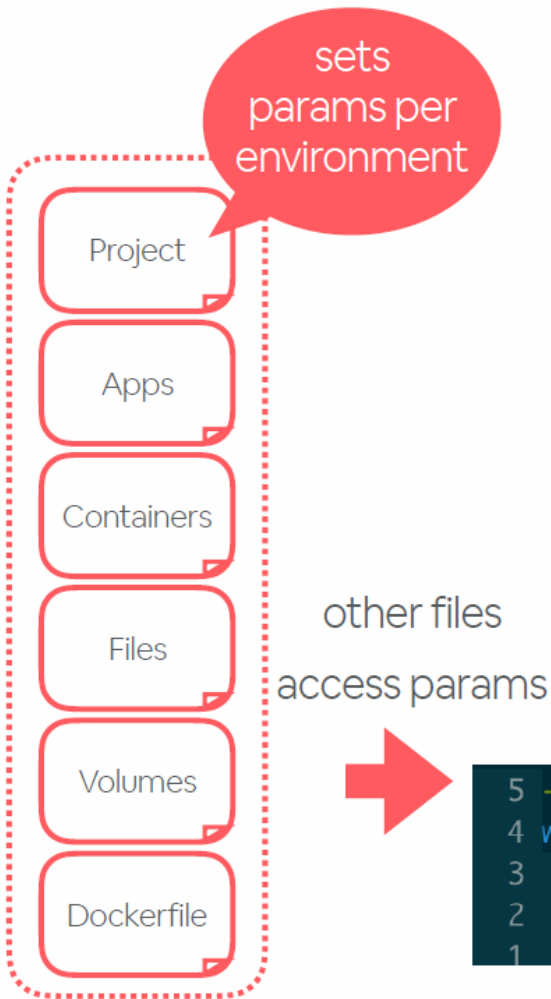 sets
params per
environment
Project
Apps
Containers
Files
Volumes
Dockerfile
other files
access params
5
4
3
2
1